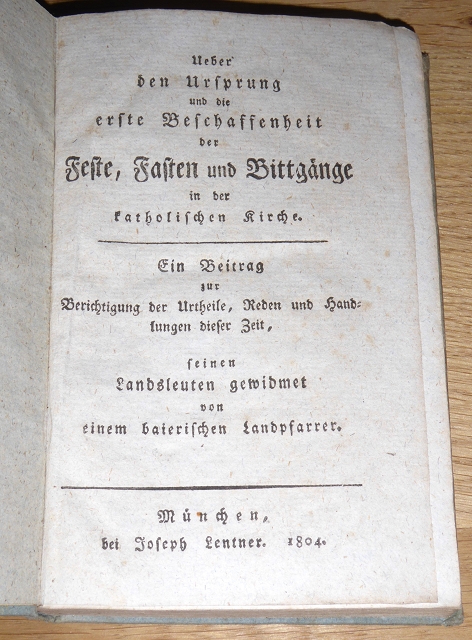 Ueber
den Urſprung
und die
erſte Beſchaffenheit
der
Feſte, Faſten und Bittgänge
in der
katholiſchen Kirche.
Ein Beitrag
zur
Berichtigung der Urtheile, Reden und Hand-
lungen dieſer Zeit,
ſeinen
Landsleuten gewidmet
von
einem baieriſchen Landpfarrer.
München,
bei Joſeph Lentner. 1804.